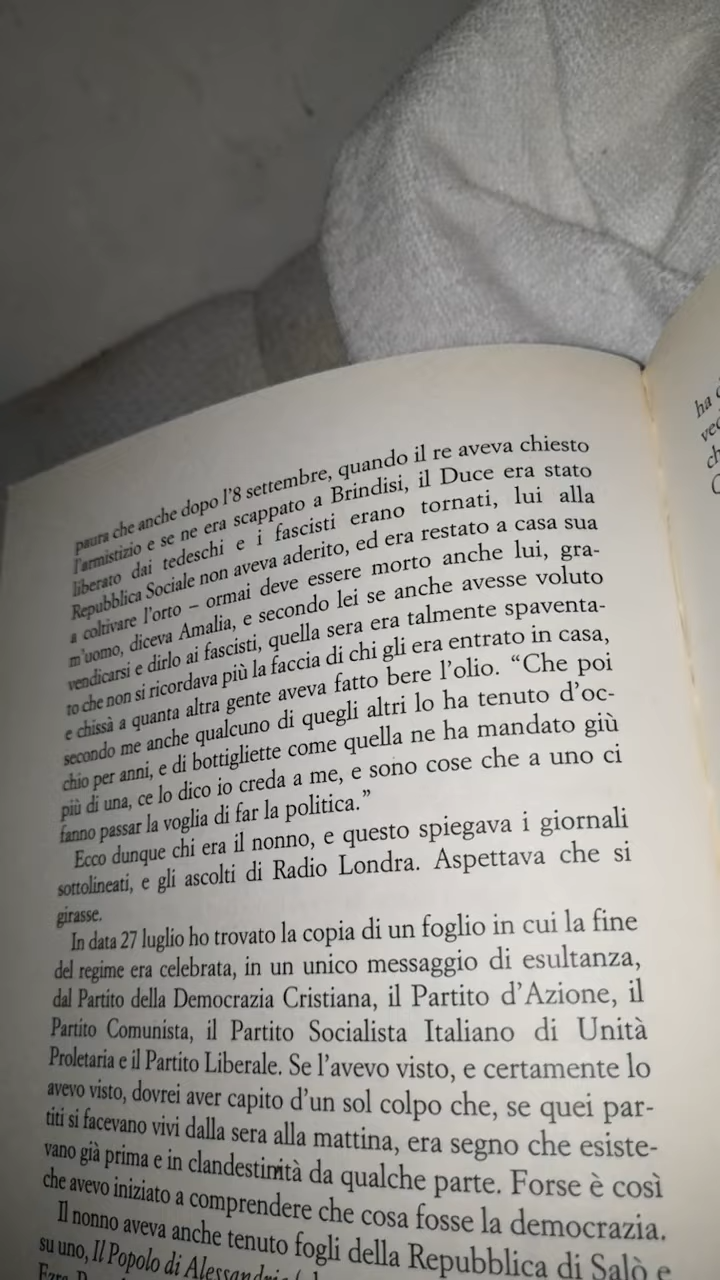 paura che anche dopo l'8 settembre, quando il re aveva chiesto
l'armistizio e se ne era scappato a Brindisi, il Duce era stato
liberato dai tedeschi e i fascisti erano tornati, lui alla
Repubblica Sociale non aveva aderito, ed era restato a casa sua
a coltivare l'orto – ormai deve essere morto anche lui, gra-
m'uomo, diceva Amalia, e secondo lei se anche avesse voluto
vendicarsi e dirlo ai fascisti, quella sera era talmente spaventa-
to che non si ricordava più la faccia di chi gli era entrato in casa,
e chissà a quanta altra gente aveva fatto bere l'olio. “Che poi
secondo me anche qualcuno di quegli altri lo ha tenuto d'oc-
chio per anni, e di bottigliette come quella ne ha mandato giù
più di una, ce lo dico io creda a me, e sono cose che a uno ci
fanno passar la voglia di far la politica.”
Ecco dunque chi era il nonno, e questo spiegava i giornali
sottolineati, e gli ascolti di Radio Londra. Aspettava che si
girasse.
In data 27 luglio ho trovato la copia di un foglio in cui la fine
del regime era celebrata, in un unico messaggio di esultanza,
dal Partito della Democrazia Cristiana, il Partito d'Azione, il
Partito Comunista, il Partito Socialista Italiano di Unità
Proletaria e il Partito Liberale. Se l'avevo visto, e certamente lo
avevo visto, dovrei aver capito d'un sol colpo che, se quei par-
titi si facevano vivi dalla sera alla mattina, era segno che esiste-
vano già prima e in clandestinità da qualche parte. Forse è così
che avevo iniziato a comprendere che cosa fosse la democrazia.
Il nonno aveva anche tenuto fogli della Repubblica di Salò e
su uno, Il Popolo di Alessandria
ha